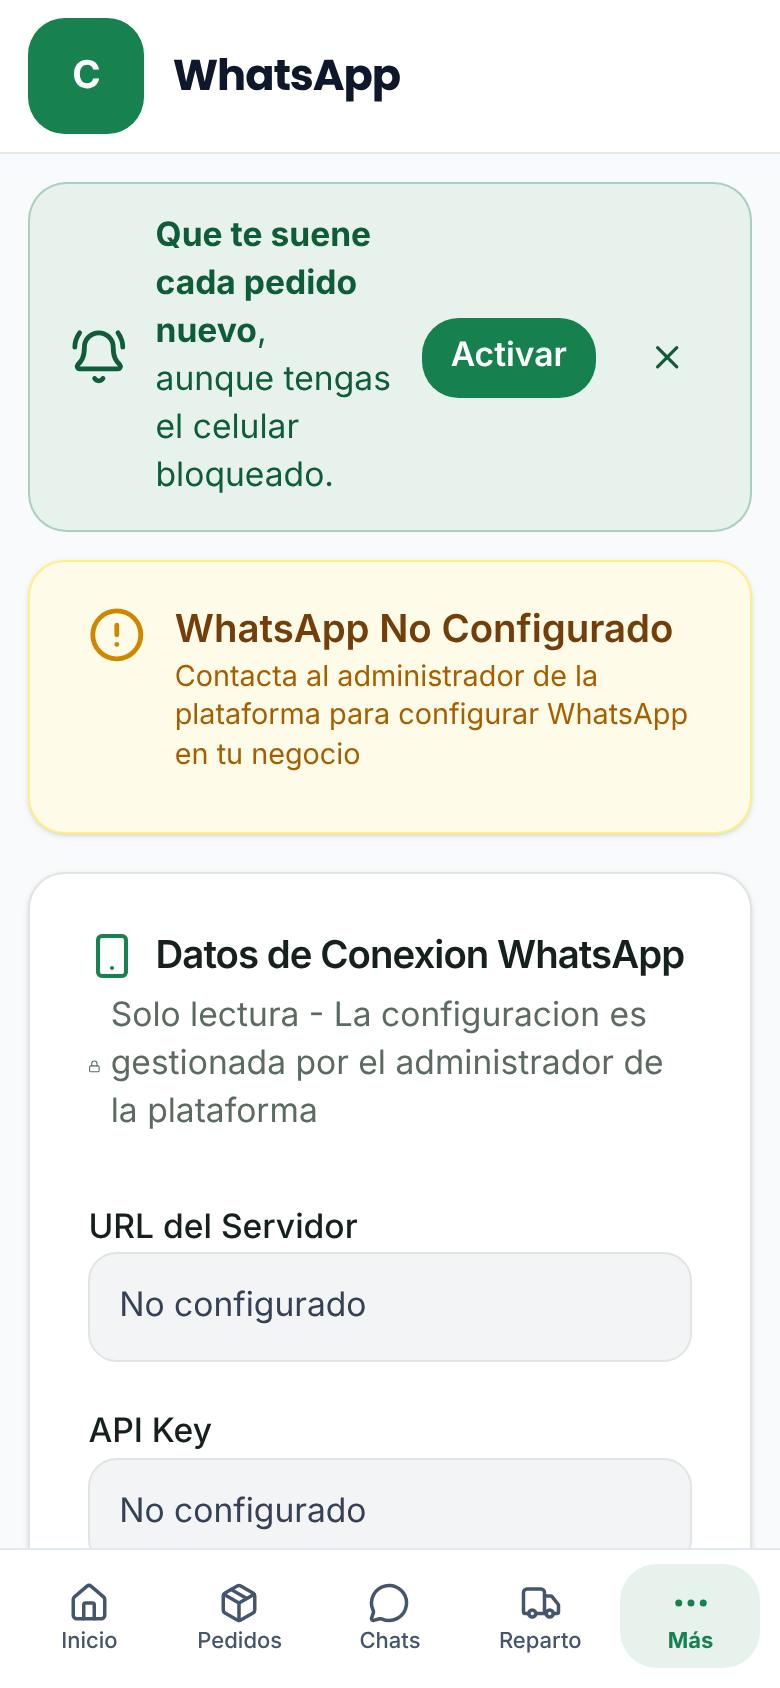 C
WhatsApp
Que te suene
cada pedido
nuevo,
aunque tengas
el celular
bloqueado.
Activar
WhatsApp No Configurado
Contacta al administrador de la
plataforma para configurar WhatsApp
en tu negocio
Datos de Conexion WhatsApp
Solo lectura - La configuracion es
gestionada por el administrador de
la plataforma
URL del Servidor
No configurado
API Key
No configurado
Inicio
Pedidos
Chats
Reparto
Más